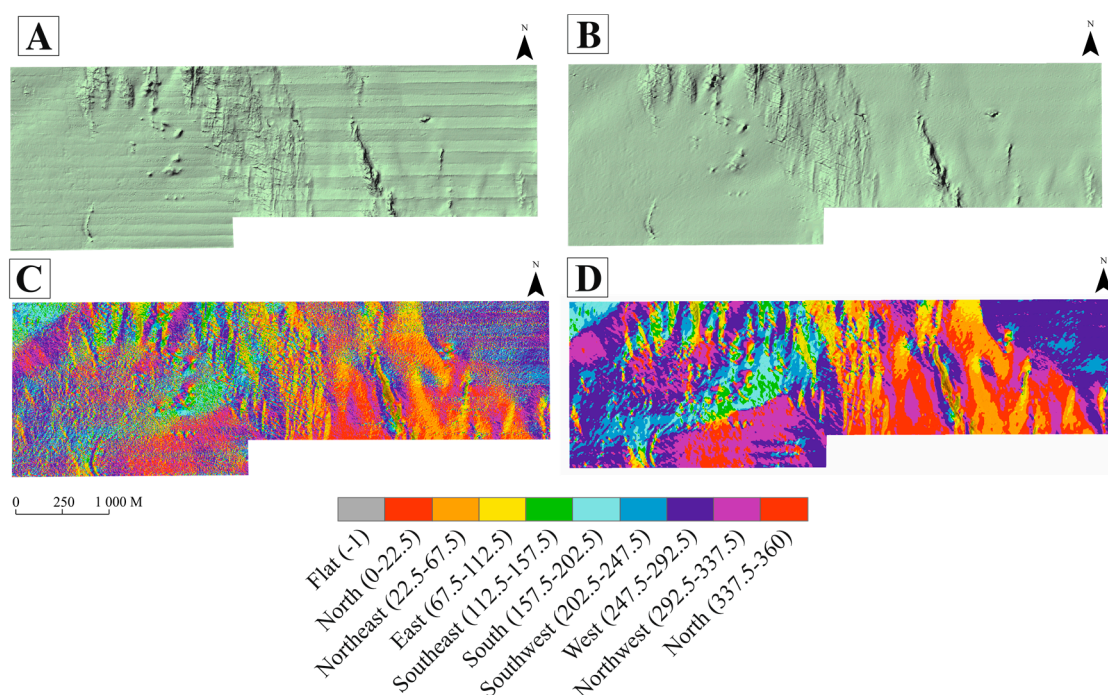 A
N
B
N
C
N
D
N
0 250 1 000 M
Flat (-1)
North (0-22.5)
Northeast (22.5-67.5)
East (67.5-112.5)
Southeast (112.5-157.5)
South (157.5-202.5)
Southwest (202.5-247.5)
West (247.5-292.5)
Northwest (292.5-337.5)
North (337.5-360)